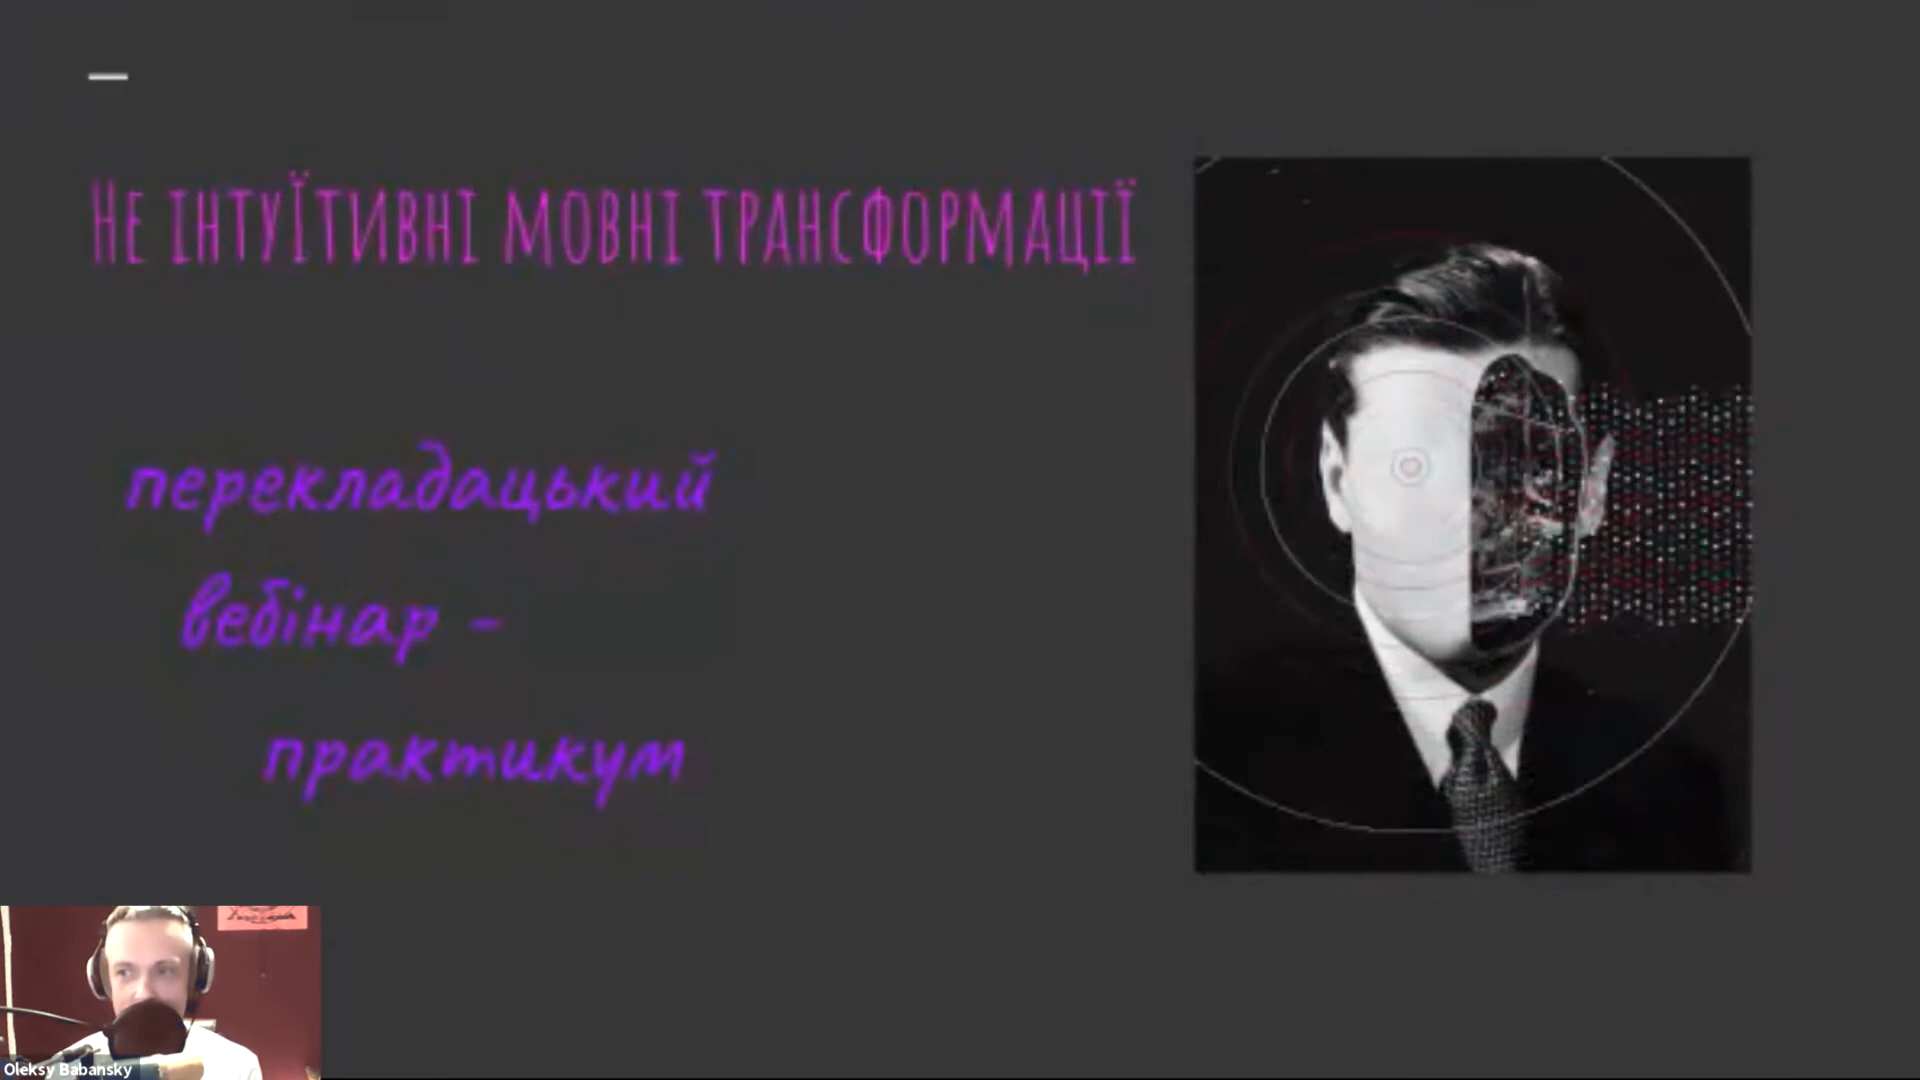 Не інтуЇтивні мовні трансформації
перекладацький
вебінар -
практикум
Oleksy Babansky